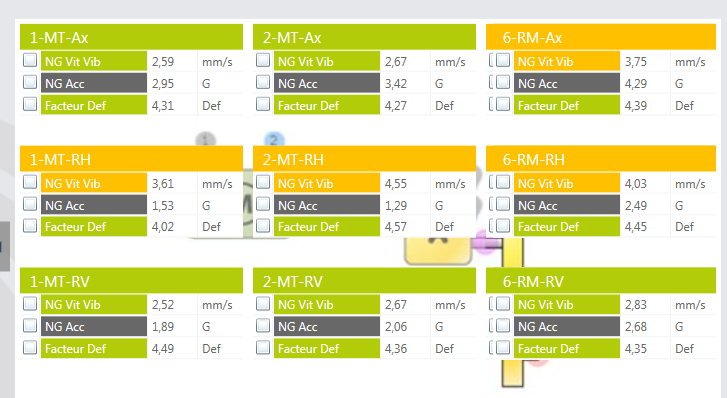 1-MT-Ax 2-MT-Ax 6-RM-Ax
NG Vit Vib 2,59 mm/s NG Vit Vib 2,67 mm/s NG Vit Vib 3,75 mm/s
NG Acc 2,95 G NG Acc 3,42 G NG Acc 4,29 G
Facteur Def 4,31 Def Facteur Def 4,27 Def Facteur Def 4,39 Def
1 2
1-MT-RH 2-MT-RH 6-RM-RH
NG Vit Vib 3,61 mm/s NG Vit Vib 4,55 mm/s NG Vit Vib 4,03 mm/s
NG Acc 1,53 G NG Acc 1,29 G NG Acc 2,49 G
Facteur Def 4,02 Def Facteur Def 4,57 Def Facteur Def 4,45 Def
1-MT-RV 2-MT-RV 6-RM-RV
NG Vit Vib 2,52 mm/s NG Vit Vib 2,67 mm/s NG Vit Vib 2,83 mm/s
NG Acc 1,89 G NG Acc 2,06 G NG Acc 2,68 G
Facteur Def 4,49 Def Facteur Def 4,36 Def Facteur Def 4,35 Def